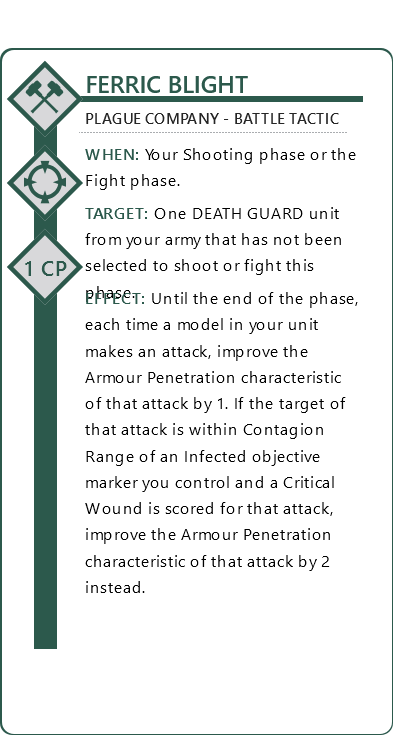 FERRIC BLIGHT
PLAGUE COMPANY - BATTLE TACTIC
WHEN: Your Shooting phase or the
Fight phase.
TARGET: One DEATH GUARD unit
from your army that has not been
selected to shoot or fight this
phase.
1 CP
EFFECT: Until the end of the phase,
each time a model in your unit
makes an attack, improve the
Armour Penetration characteristic
of that attack by 1. If the target of
that attack is within Contagion
Range of an Infected objective
marker you control and a Critical
Wound is scored for that attack,
improve the Armour Penetration
characteristic of that attack by 2
instead.